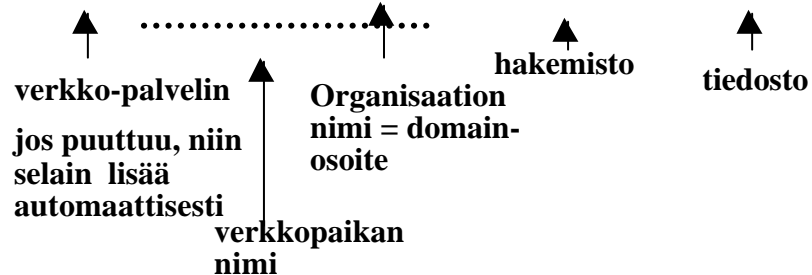 verkko-palvelin
jos puuttuu, niin
selain lisää
automaattisesti
verkkopaikan
nimi
Organisaation
nimi = domain-
osoite
hakemisto
tiedosto